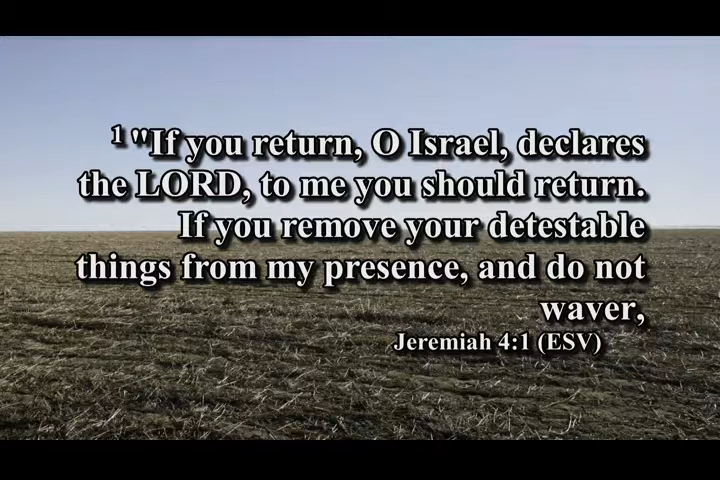 ¹ "If you return, O Israel, declares
the LORD, to me you should return.
If you remove your detestable
things from my presence, and do not
waver,
Jeremiah 4:1 (ESV)